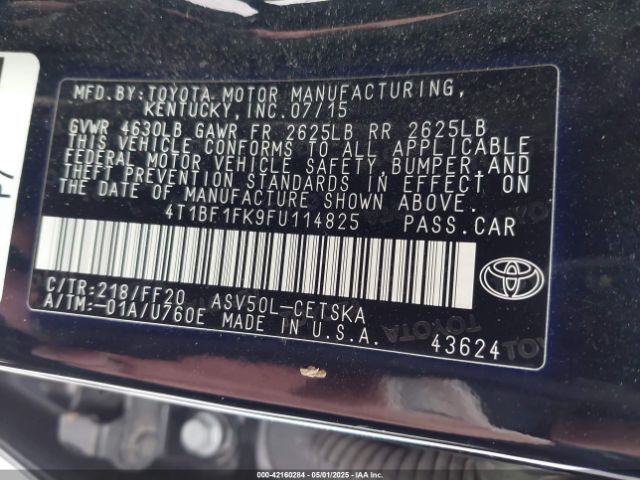 MFD.BY:TOYOTA MOTOR MANUFACTURING,
KENTUCKY, INC. 07/15
GVWR 4630LB GAWR FR 2625LB RR 2625LB
THIS VEHICLE CONFORMS TO ALL APPLICABLE
FEDERAL MOTOR VEHICLE SAFETY, BUMPER, AND
THEFT PREVENTION STANDARDS IN EFFECT ON
THE DATE OF MANUFACTURE SHOWN ABOVE.
4T1BF1FK9FU114825 PASS.CAR
C/TR:218/FF20 ASV50L-CETSKA
A/TM:-01A/U760E MADE IN U.S.A.
43624
TOYOTA
000-42160284 - 05/01/2025 - IAAI.COM